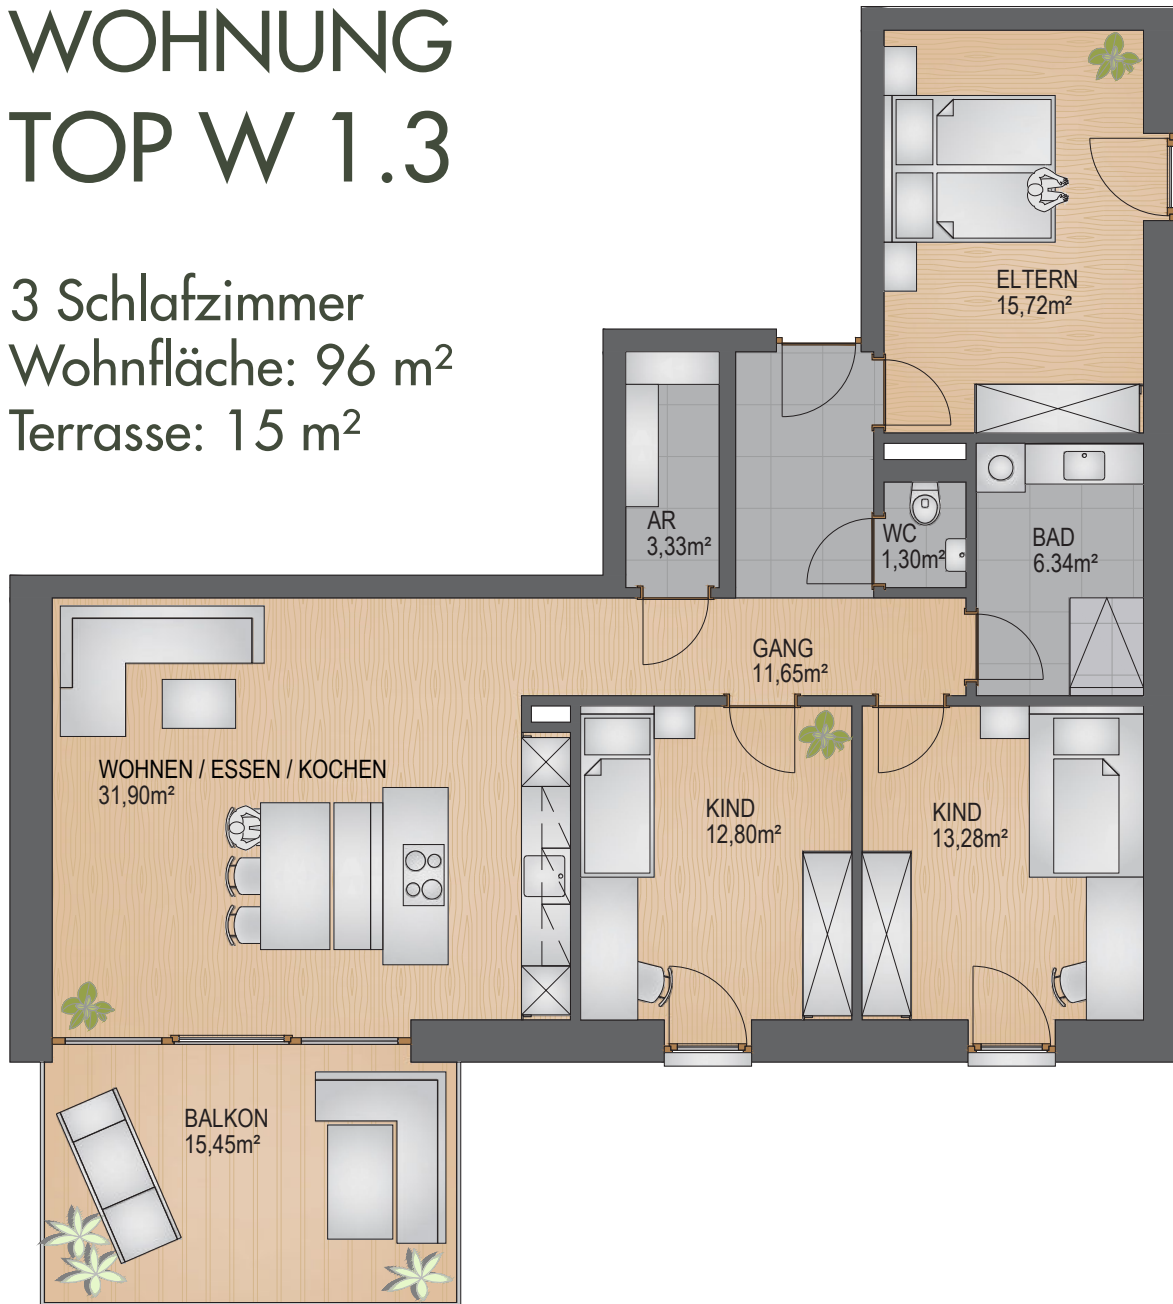 WOHNUNG
TOP W 1.3
3 Schlafzimmer
Wohnfläche: 96 m²
Terrasse: 15 m²
ELTERN
15,72m²
AR
3,33m²
WC
1,30m²
BAD
6.34m²
GANG
11,65m²
WOHNEN / ESSEN / KOCHEN
31,90m²
KIND
12,80m²
KIND
13,28m²
BALKON
15,45m²